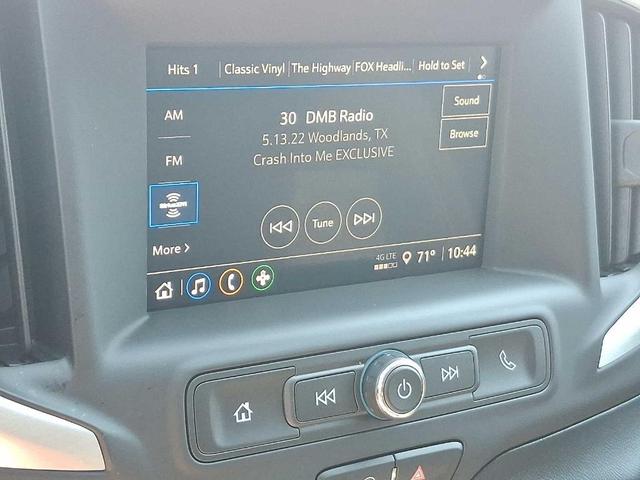 Hits 1 Classic Vinyl The Highway FOX Headli... Hold to Set
AM
30 DMB Radio
Sound
5.13.22 Woodlands, TX
Browse
FM
Crash Into Me EXCLUSIVE
SiriusXM
Tune
More
4G LTE 71° 10:44